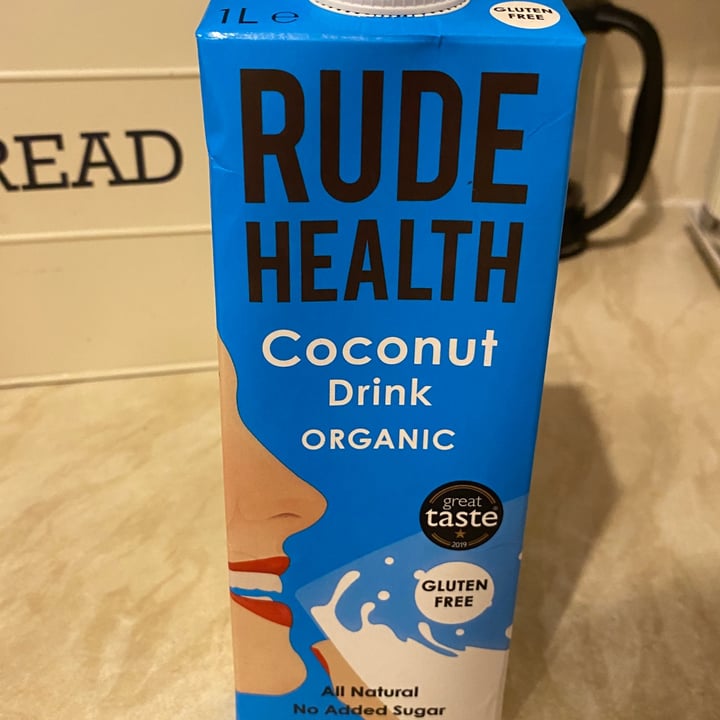 1L e
GLUTEN
FREE
READ
RUDE
HEALTH
Coconut
Drink
ORGANIC
great
taste
2019
GLUTEN
FREE
All Natural
No Added Sugar